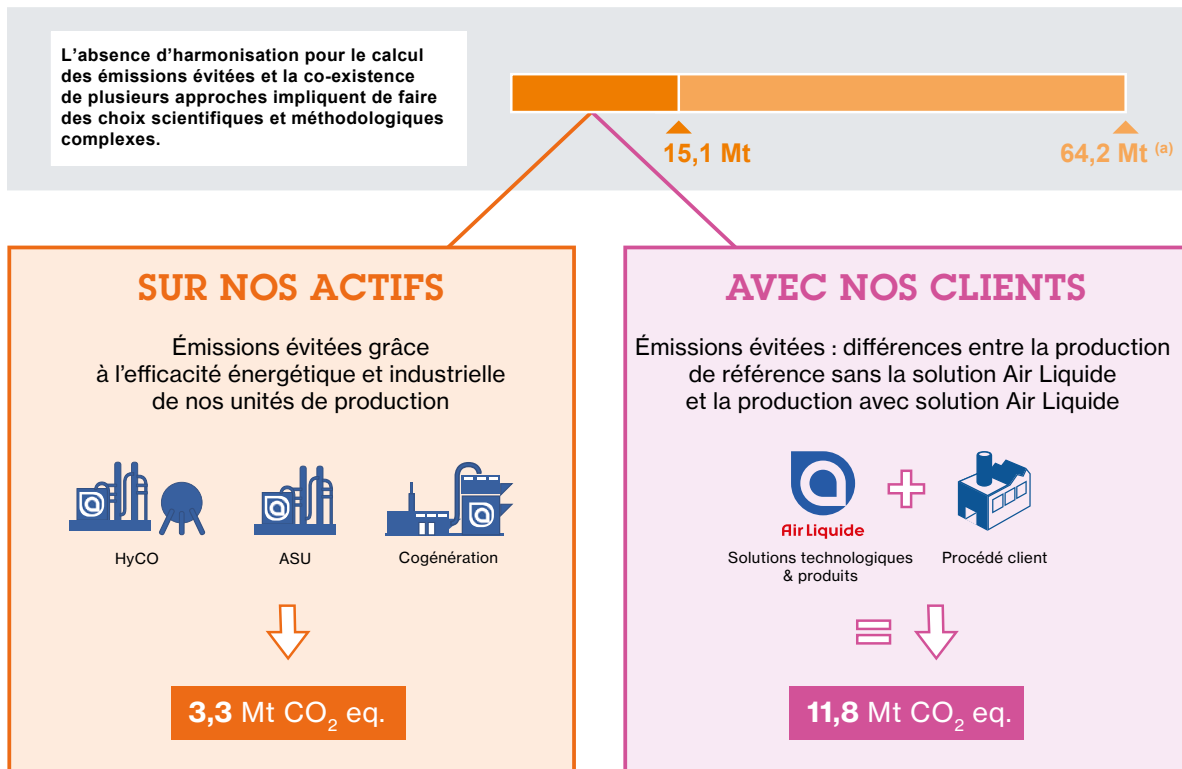 L'absence d'harmonisation pour le calcul
des émissions évitées et la co-existence
de plusieurs approches impliquent de faire
des choix scientifiques et méthodologiques
complexes.
15,1 Mt
64,2 Mt (a)
SUR NOS ACTIFS
Émissions évitées grâce
à l'efficacité énergétique et industrielle
de nos unités de production
HyCO
ASU
Cogénération
3,3 Mt CO2 eq.
AVEC NOS CLIENTS
Émissions évitées : différences entre la production
de référence sans la solution Air Liquide
et la production avec solution Air Liquide
Air Liquide
Solutions technologiques
& produits
Procédé client
11,8 Mt CO2 eq.